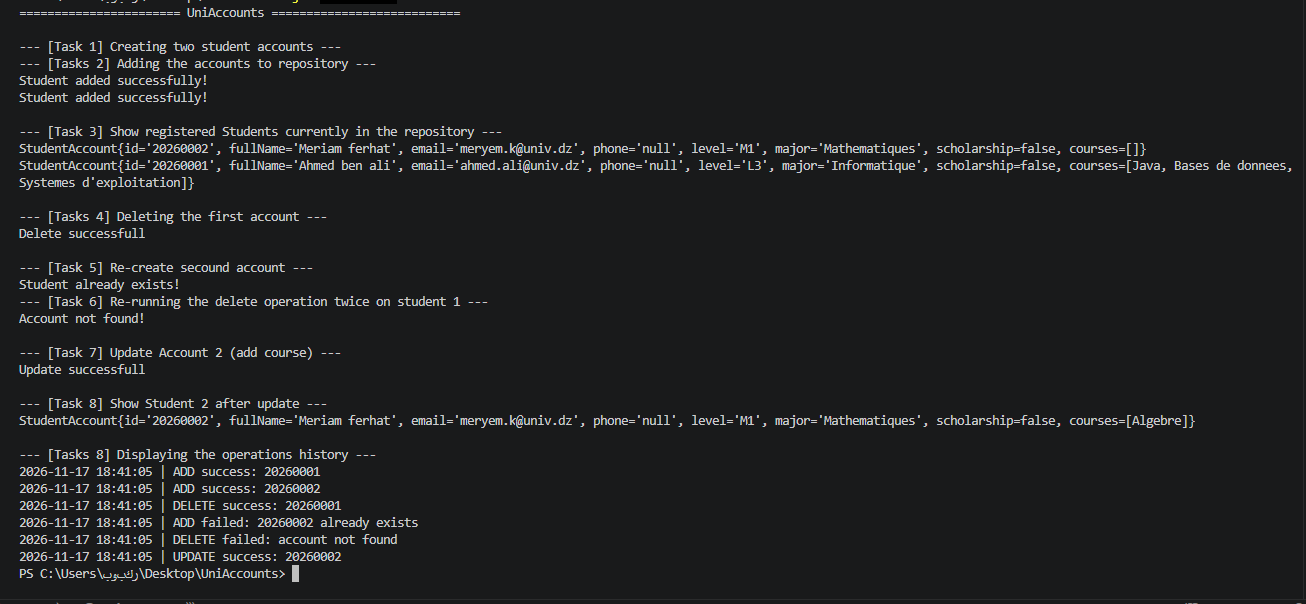 ====================== UniAccounts ==========================
--- [Task 1] Creating two student accounts ---
--- [Tasks 2] Adding the accounts to repository ---
Student added successfully!
Student added successfully!
--- [Task 3] Show registered Students currently in the repository ---
StudentAccount{id='20260002', fullName='Meriam ferhat', email='meryem.k@univ.dz', phone='null', level='M1', major='Mathematiques', scholarship=false, courses=[]}
StudentAccount{id='20260001', fullName='Ahmed ben ali', email='ahmed.ali@univ.dz', phone='null', level='L3', major='Informatique', scholarship=false, courses=[Java, Bases de donnees,
Systemes d'exploitation]}
--- [Tasks 4] Deleting the first account ---
Delete successfull
--- [Task 5] Re-create secound account ---
Student already exists!
--- [Task 6] Re-running the delete operation twice on student 1 ---
Account not found!
--- [Task 7] Update Account 2 (add course) ---
Update successfull
--- [Task 8] Show Student 2 after update ---
StudentAccount{id='20260002', fullName='Meriam ferhat', email='meryem.k@univ.dz', phone='null', level='M1', major='Mathematiques', scholarship=false, courses=[Algebre]}
--- [Tasks 8] Displaying the operations history ---
2026-11-17 18:41:05 | ADD success: 20260001
2026-11-17 18:41:05 | ADD success: 20260002
2026-11-17 18:41:05 | DELETE success: 20260001
2026-11-17 18:41:05 | ADD failed: 20260002 already exists
2026-11-17 18:41:05 | DELETE failed: account not found
2026-11-17 18:41:05 | UPDATE success: 20260002
PS C:\Users\ركبوب\Desktop\UniAccounts>